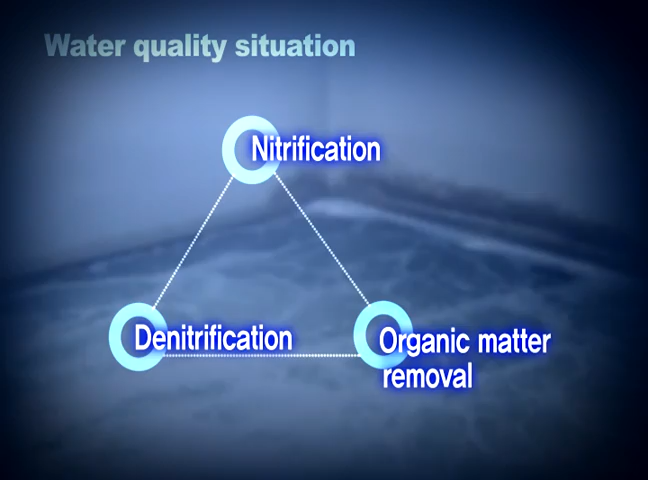 Water quality situation
Nitrification
Denitrification
Organic matter
removal